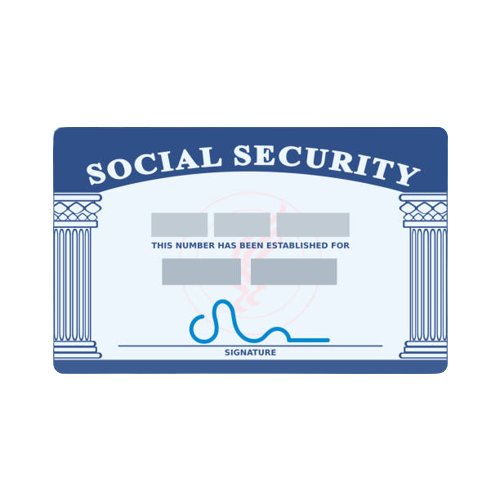 SOCIAL SECURITY
THIS NUMBER HAS BEEN ESTABLISHED FOR
SIGNATURE